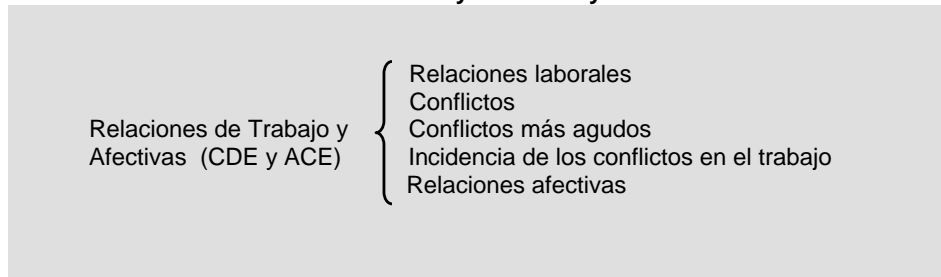 Relaciones laborales
Conflictos
Relaciones de Trabajo y
Conflictos más agudos
Afectivas (CDE y ACE)
Incidencia de los conflictos en el trabajo
Relaciones afectivas